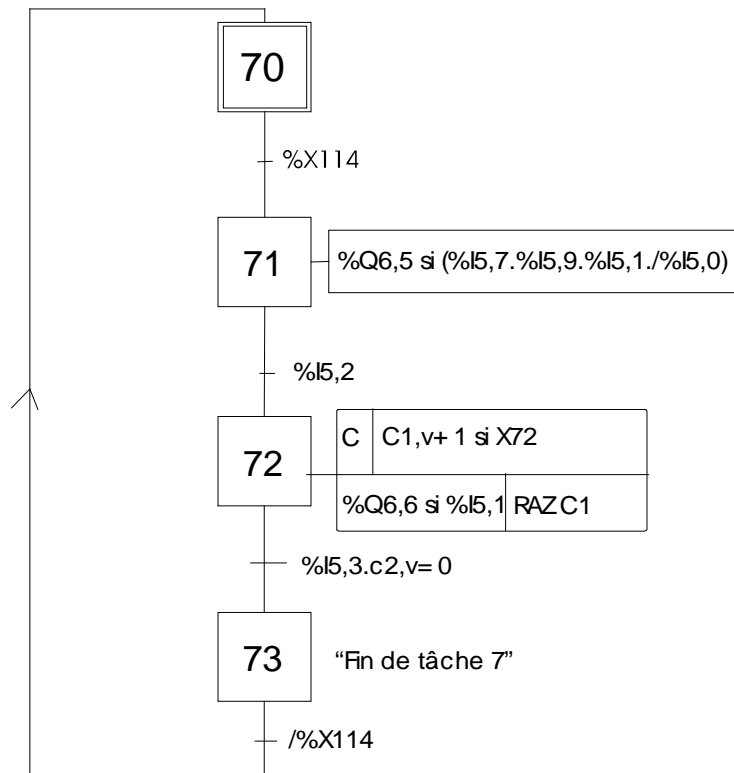 70
%X114
71
%Q6,5 si (%I5,7.%I5,9.%I5,1./%I5,0)
%I5,2
72
C C1,v+ 1 si X72
%Q6,6 si %I5,1 RAZ C1
%I5,3.c2,v= 0
73
“Fin de tâche 7”
/%X114